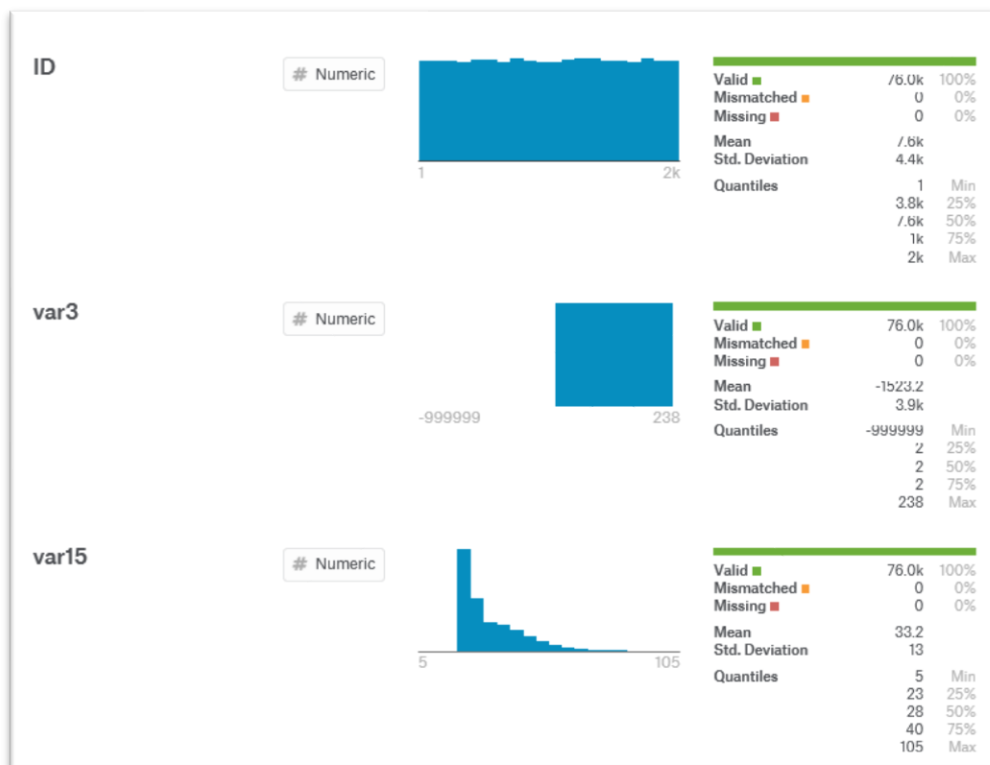 ID
# Numeric
1 2k
Valid 76.0k 100%
Mismatched 0 0%
Missing 0 0%
Mean 7.6k
Std. Deviation 4.4k
Quantiles 1 Min
3.8k 25%
7.6k 50%
1k 75%
2k Max
var3
# Numeric
-999999 238
Valid 76.0k 100%
Mismatched 0 0%
Missing 0 0%
Mean -1523.2
Std. Deviation 3.9k
Quantiles -999999 Min
2 25%
2 50%
2 75%
238 Max
var15
# Numeric
5 105
Valid 76.0k 100%
Mismatched 0 0%
Missing 0 0%
Mean 33.2
Std. Deviation 13
Quantiles 5 Min
23 25%
28 50%
40 75%
105 Max